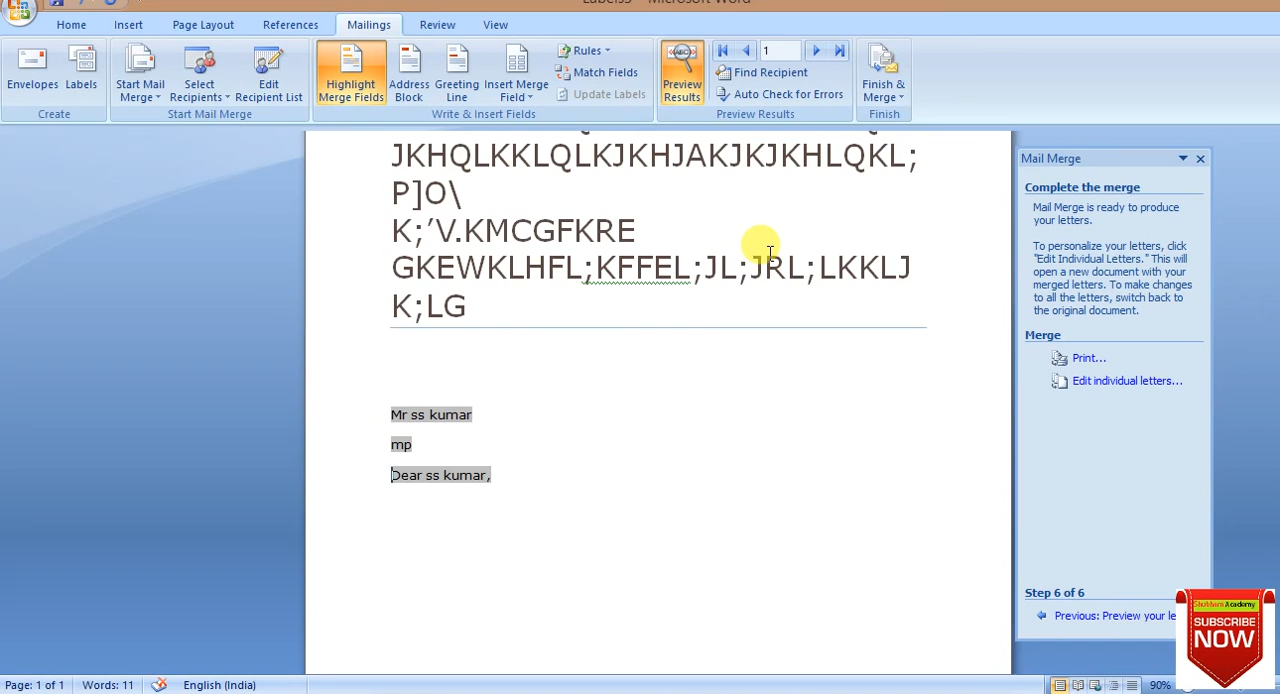 Labels5 - Microsoft Word
Home Insert Page Layout References Mailings Review View
Envelopes Labels Start Mail Merge Select Recipients Edit Recipient List Highlight Merge Fields Address Block Greeting Line Insert Merge Field Rules Match Fields Update Labels Preview Results 1 Find Recipient Auto Check for Errors Finish & Merge
Create Start Mail Merge Write & Insert Fields Preview Results Finish
JKHQLKKLQLKJKHJAKJKJKHLQKL;
P]O\
K;'V.KMCGFKRE
GKEWKLHFL;KFFEL;JL;JRL;LKKLJ
K;LG
Mr ss kumar
mp
Dear ss kumar,
Mail Merge
Complete the merge
Mail Merge is ready to produce
your letters.
To personalize your letters, click
"Edit Individual Letters." This will
open a new document with your
merged letters. To make changes
to all the letters, switch back to
the original document.
Merge
Print...
Edit individual letters...
Step 6 of 6
Previous: Preview your le
Shubham Academy
SUBSCRIBE
NOW
Page: 1 of 1 Words: 11 English (India) 90%